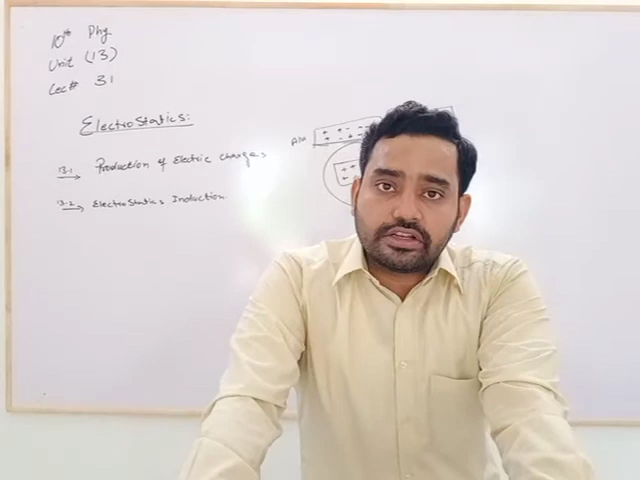 10th Phy
Unit (13)
Lec# 31
ElectroStatics:
13.1 Production of Electric charges
13.2 ElectroStatics Induction
+ + - -
+ +
+